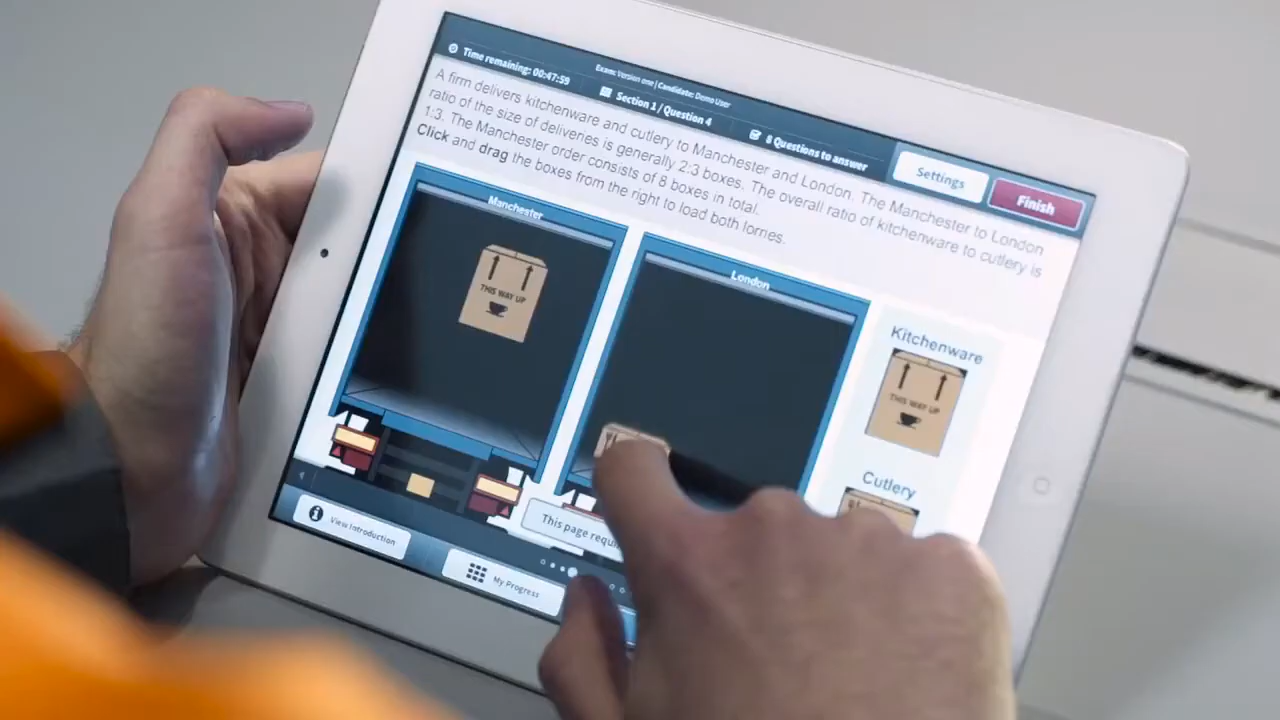 Exam: Version one | Candidate: Demo User
Time remaining: 00:47:59
Section 1 / Question 4
8 Questions to answer
Settings
Finish
A firm delivers kitchenware and cutlery to Manchester and London. The Manchester to London
ratio of the size of deliveries is generally 2:3 boxes. The overall ratio of kitchenware to cutlery is
1:3. The Manchester order consists of 8 boxes in total.
Click and drag the boxes from the right to load both lorries.
Manchester
London
THIS WAY UP
Kitchenware
THIS WAY UP
Cutlery
This page requi
View Introduction
My Progress